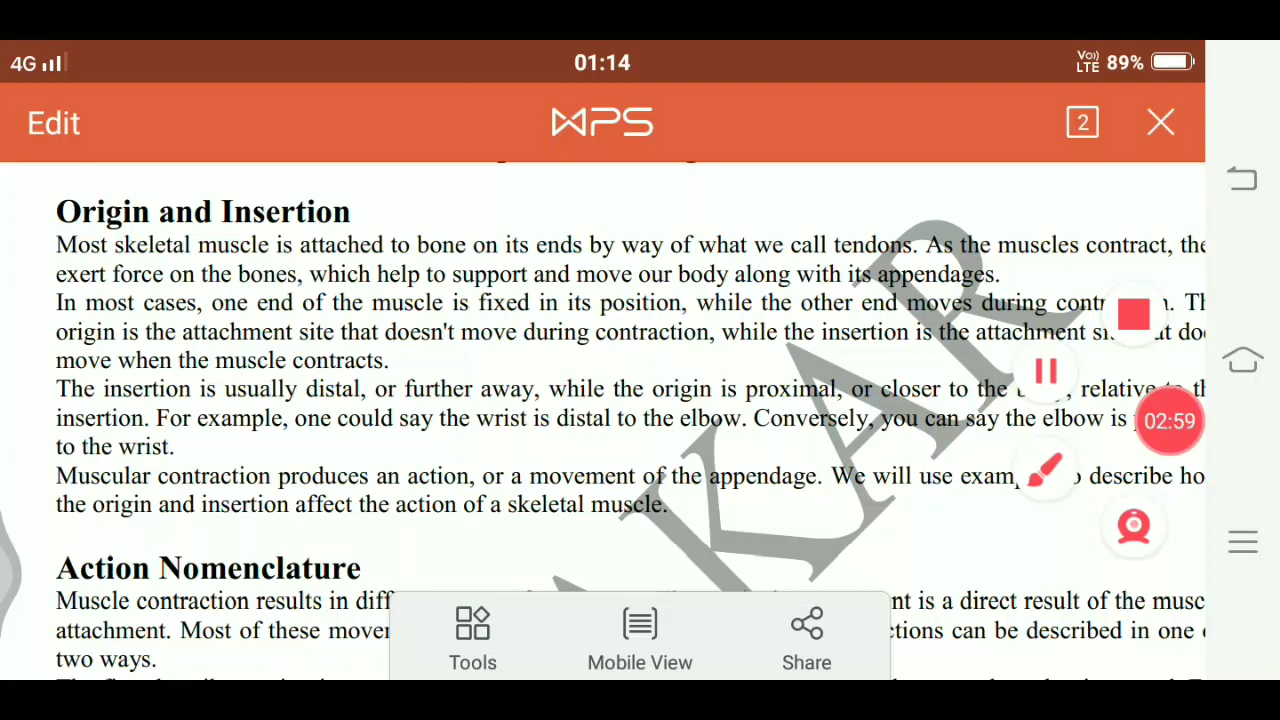 4G 01:14 Vo)) LTE 89%
Edit WPS 2
Origin and Insertion
Most skeletal muscle is attached to bone on its ends by way of what we call tendons. As the muscles contract, the
exert force on the bones, which help to support and move our body along with its appendages.
In most cases, one end of the muscle is fixed in its position, while the other end moves during
origin is the attachment site that doesn't move during contraction, while the insertion is the attachment
move when the muscle contracts.
The insertion is usually distal, or further away, while the origin is proximal, or closer to the relative
insertion. For example, one could say the wrist is distal to the elbow. Conversely, you can say the elbow is
02:59
to the wrist.
Muscular contraction produces an action, or a movement of the appendage. We will use describe
the origin and insertion affect the action of a skeletal muscle.
Action Nomenclature
Muscle contraction results in is a direct result of the
attachment. Most of these can be described in one
two ways.
Tools Mobile View Share